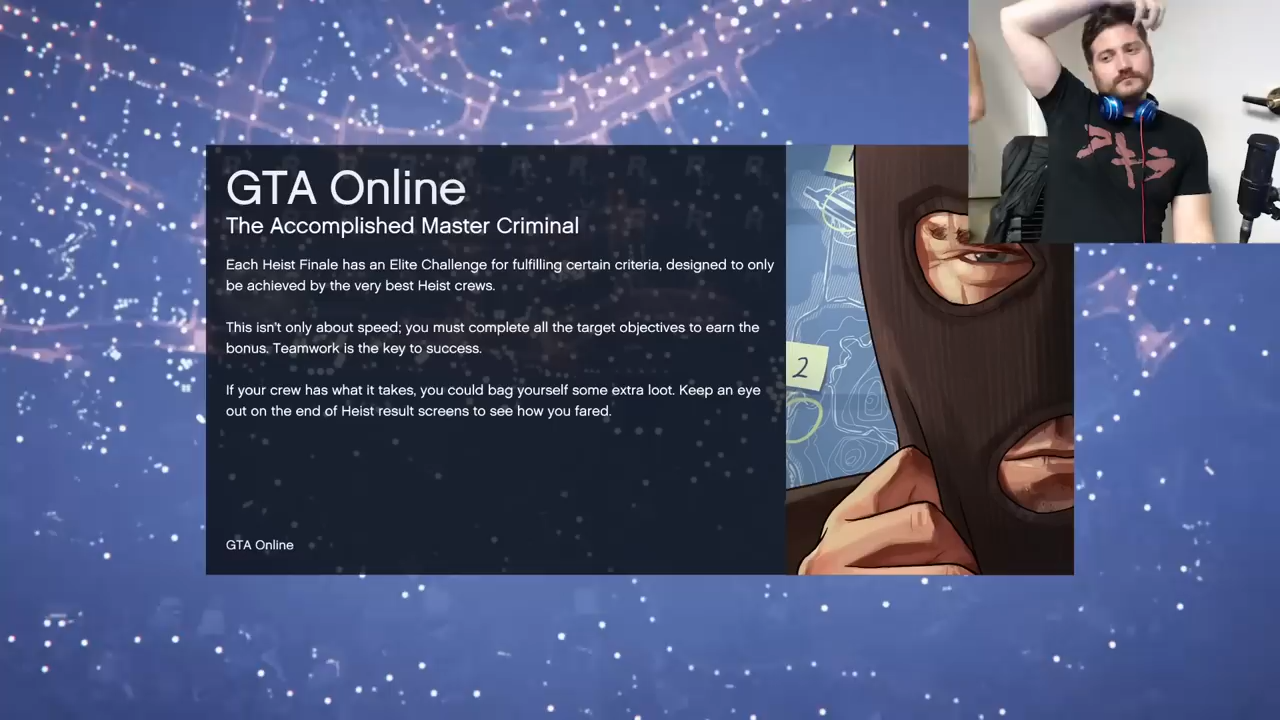 GTA Online
The Accomplished Master Criminal
Each Heist Finale has an Elite Challenge for fulfilling certain criteria, designed to only
be achieved by the very best Heist crews.
This isn't only about speed; you must complete all the target objectives to earn the
bonus. Teamwork is the key to success.
If your crew has what it takes, you could bag yourself some extra loot. Keep an eye
out on the end of Heist result screens to see how you fared.
GTA Online
2
アキラ